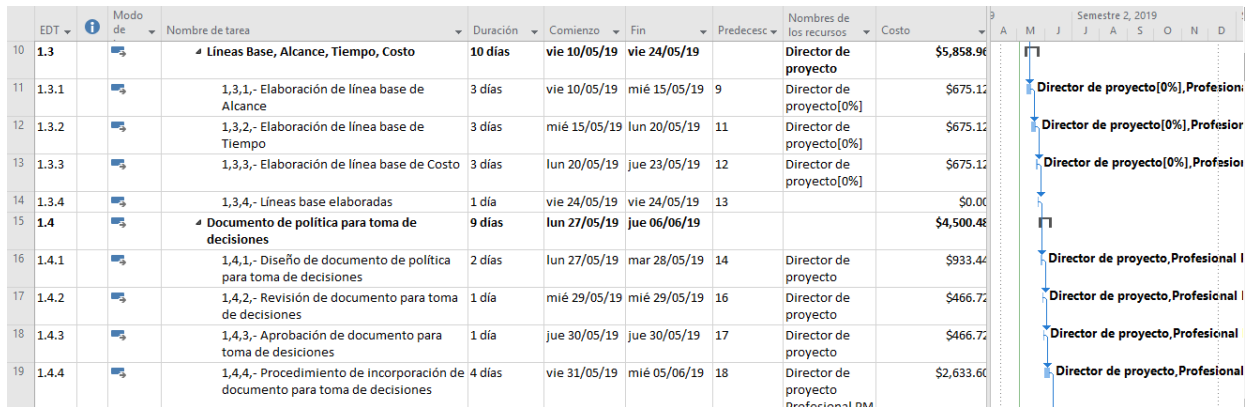 9 Semestre 2, 2019 S
EDT Modo de Nombre de tarea Duración Comienzo Fin Predecesc Nombres de los recursos Costo A M J J A S O N D
10 1.3 Líneas Base, Alcance, Tiempo, Costo 10 días vie 10/05/19 vie 24/05/19 Director de proyecto $5,858.96
11 1.3.1 1,3,1,- Elaboración de línea base de Alcance 3 días vie 10/05/19 mié 15/05/19 9 Director de proyecto[0%] $675.12 Director de proyecto[0%],Profesiona
12 1.3.2 1,3,2,- Elaboración de línea base de Tiempo 3 días mié 15/05/19 lun 20/05/19 11 Director de proyecto[0%] $675.12 Director de proyecto[0%],Profesior
13 1.3.3 1,3,3,- Elaboración de línea base de Costo 3 días lun 20/05/19 jue 23/05/19 12 Director de proyecto[0%] $675.12 Director de proyecto[0%],Profesion
14 1.3.4 1,3,4,- Líneas base elaboradas 1 día vie 24/05/19 vie 24/05/19 13 $0.00
15 1.4 Documento de política para toma de decisiones 9 días lun 27/05/19 jue 06/06/19 $4,500.48
16 1.4.1 1,4,1,- Diseño de documento de política para toma de decisiones 2 días lun 27/05/19 mar 28/05/19 14 Director de proyecto $933.44 Director de proyecto,Profesional
17 1.4.2 1,4,2,- Revisión de documento para toma de decisiones 1 día mié 29/05/19 mié 29/05/19 16 Director de proyecto $466.72 Director de proyecto,Profesional
18 1.4.3 1,4,3,- Aprobación de documento para toma de desiciones 1 día jue 30/05/19 jue 30/05/19 17 Director de proyecto $466.72 Director de proyecto,Profesional
19 1.4.4 1,4,4,- Procedimiento de incorporación de documento para toma de decisiones 4 días vie 31/05/19 mié 05/06/19 18 Director de proyecto Profesional PM $2,633.60 Director de proyecto,Profesional